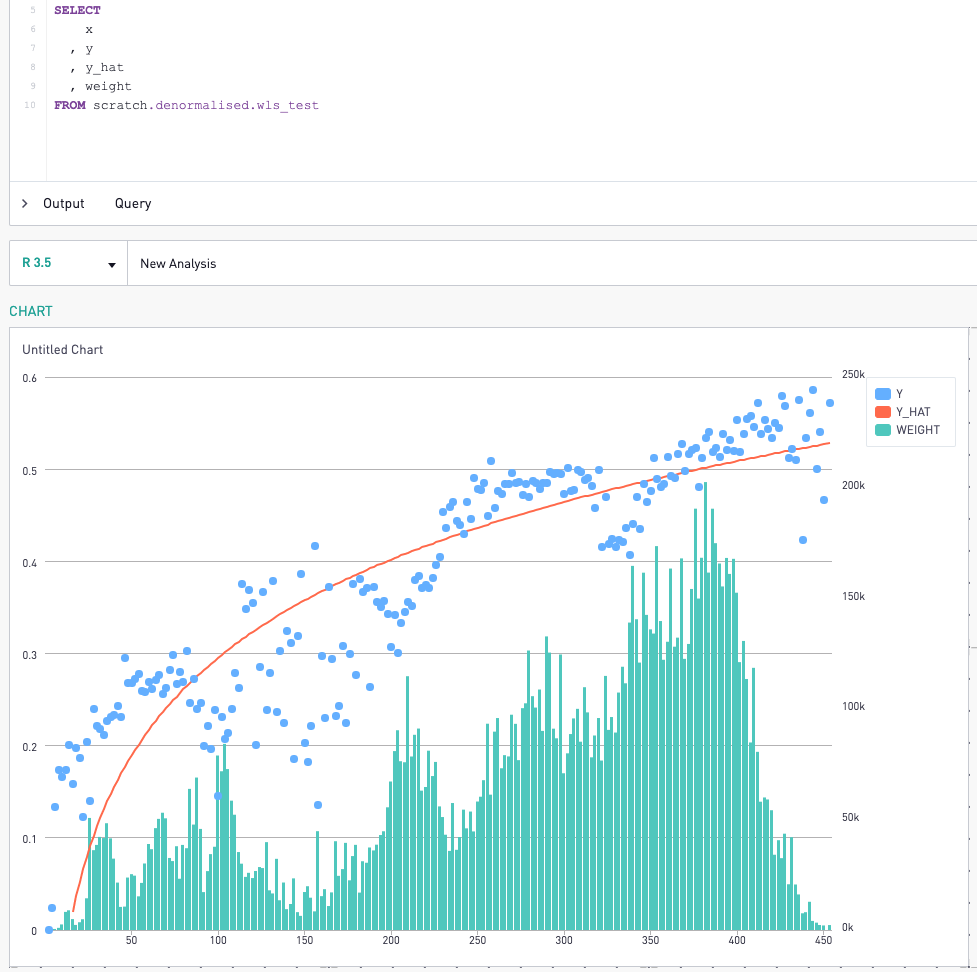 5 SELECT
6 x
7 , y
8 , y_hat
9 , weight
10 FROM scratch.denormalised.wls_test
Output Query
R 3.5 New Analysis
CHART
Untitled Chart
0.6
0.5
0.4
0.3
0.2
0.1
0
250k
200k
150k
100k
50k
0k
Y
Y_HAT
WEIGHT
50 100 150 200 250 300 350 400 450